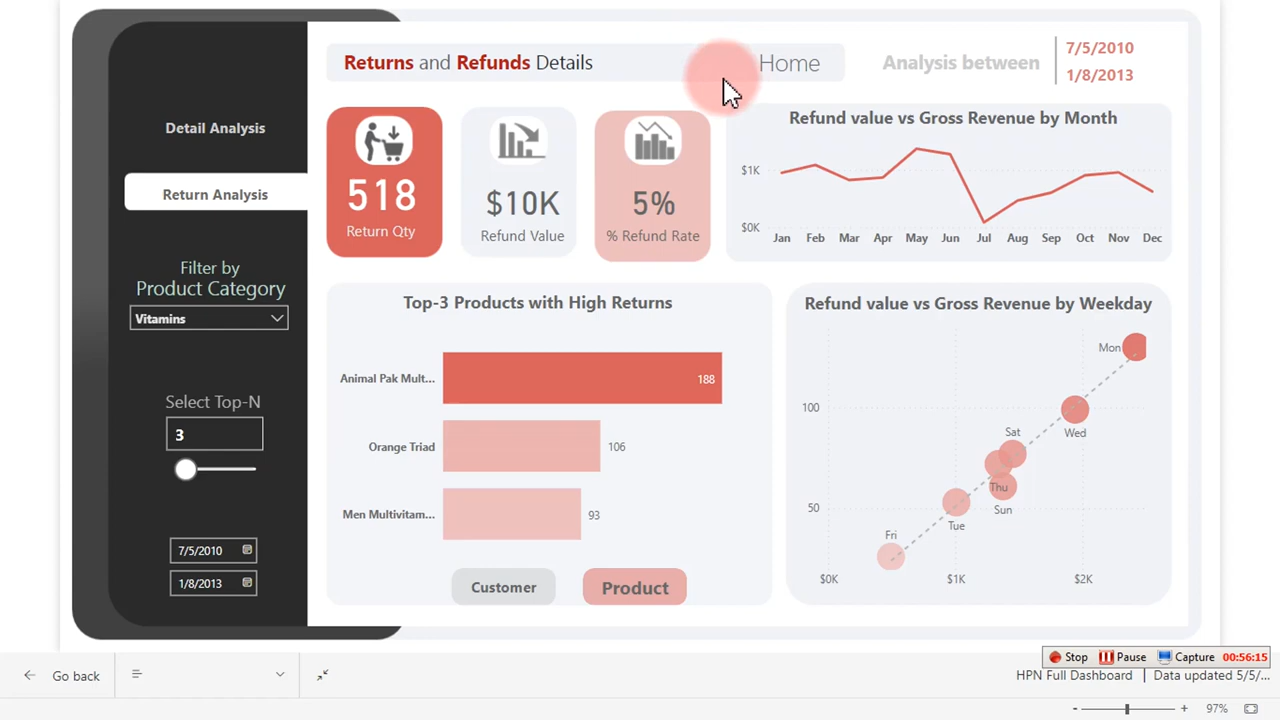 Returns and Refunds Details
Home
Analysis between
7/5/2010
1/8/2013
Detail Analysis
Return Analysis
Filter by
Product Category
Vitamins
Select Top-N
3
7/5/2010
1/8/2013
518
Return Qty
$10K
Refund Value
5%
% Refund Rate
Refund value vs Gross Revenue by Month
$1K
$0K
Jan Feb Mar Apr May Jun Jul Aug Sep Oct Nov Dec
Top-3 Products with High Returns
Animal Pak Mult... 188
Orange Triad 106
Men Multivitam... 93
Customer
Product
Refund value vs Gross Revenue by Weekday
Mon
100
Wed
Sat
Thu
Sun
50
Tue
Fri
$0K $1K $2K
Stop Pause Capture 00:56:15
Go back
HPN Full Dashboard | Data updated 5/5/...
- + 97%